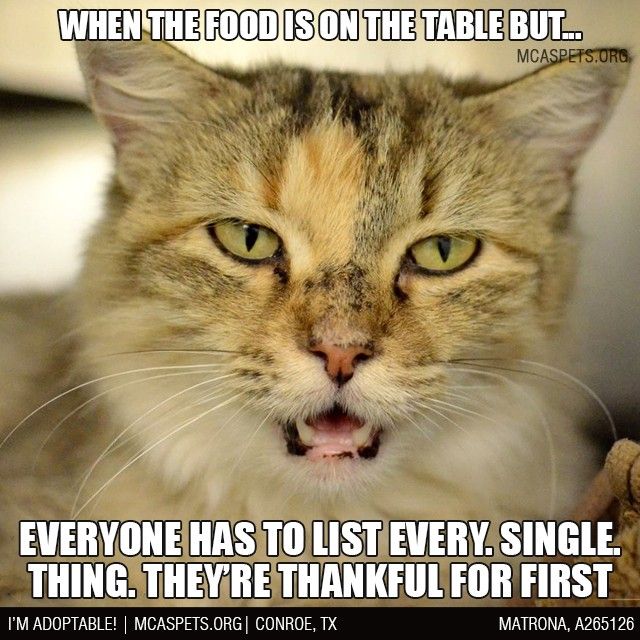 WHEN THE FOOD IS ON THE TABLE BUT...
MCASPETS.ORG
EVERYONE HAS TO LIST EVERY. SINGLE.
THING. THEY'RE THANKFUL FOR FIRST
I'M ADOPTABLE! | MCASPETS.ORG | CONROE, TX MATRONA, A265126